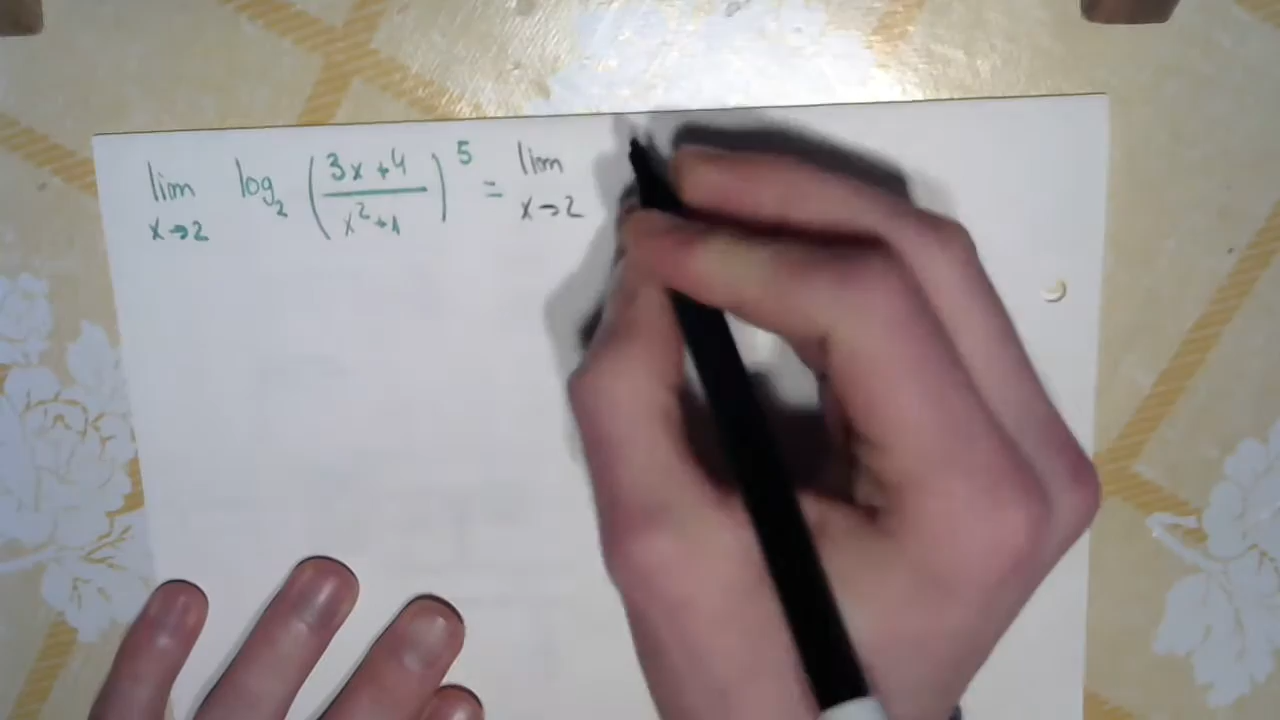 lim x→2 log₂ ((3x+4)/(x²+1))⁵ = lim x→2